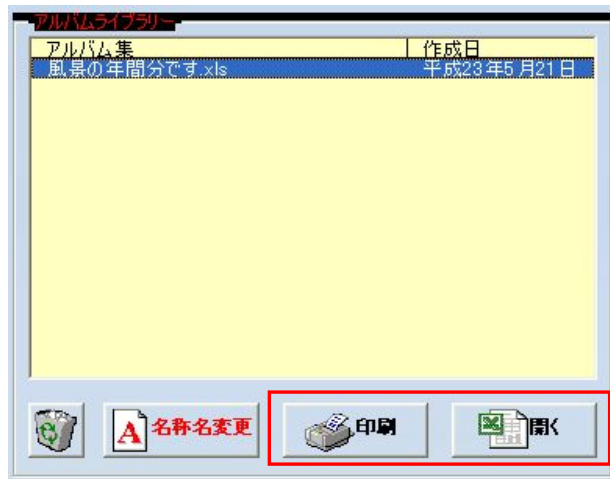 アルバムライブラリー
アルバム集 作成日
風景の年間分です.xls 平成23年5月21日
A 名称名変更 印刷 開く